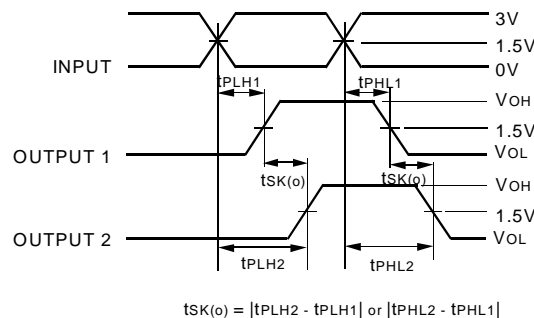 3V
1.5V
INPUT
0V
tPLH1
tPHL1
VOH
1.5V
OUTPUT 1
VOL
tSK(o)
tSK(o)
VOH
1.5V
OUTPUT 2
VOL
tPLH2
tPHL2
tSK(o) = |tPLH2 - tPLH1| or |tPHL2 - tPHL1|